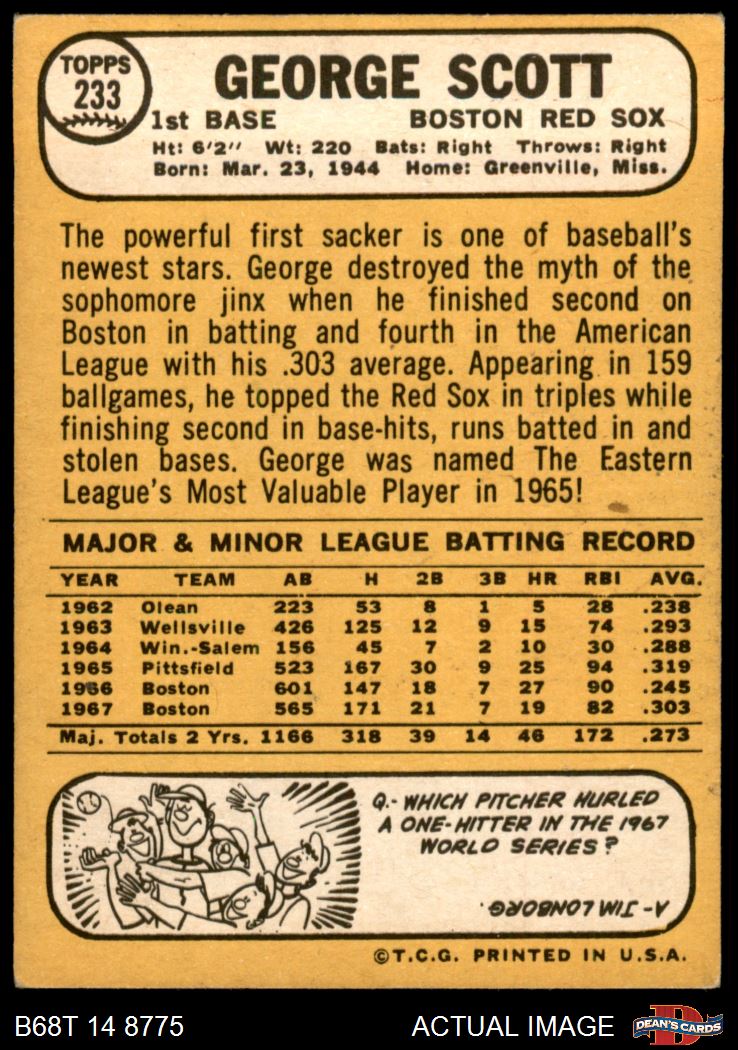 TOPPS
233
GEORGE SCOTT
1st BASE BOSTON RED SOX
Ht: 6'2" Wt: 220 Bats: Right Throws: Right
Born: Mar. 23, 1944 Home: Greenville, Miss.
The powerful first sacker is one of baseball's
newest stars. George destroyed the myth of the
sophomore jinx when he finished second on
Boston in batting and fourth in the American
League with his .303 average. Appearing in 159
ballgames, he topped the Red Sox in triples while
finishing second in base-hits, runs batted in and
stolen bases. George was named The Eastern
League's Most Valuable Player in 1965!
MAJOR & MINOR LEAGUE BATTING RECORD
YEAR TEAM AB H 2B 3B HR RBI AVG.
1962 Olean 223 53 8 1 5 28 .238
1963 Wellsville 426 125 12 9 15 74 .293
1964 Win.-Salem 156 45 7 2 10 30 .288
1965 Pittsfield 523 167 30 9 25 94 .319
1966 Boston 601 147 18 7 27 90 .245
1967 Boston 565 171 21 7 19 82 .303
Maj. Totals 2 Yrs. 1166 318 39 14 46 172 .273
Q.- WHICH PITCHER HURLED
A ONE-HITTER IN THE 1967
WORLD SERIES?
A- JIM LONBORG.
©T.C.G. PRINTED IN U.S.A.
B68T 14 8775 ACTUAL IMAGE
D
DEAN'S CARDS